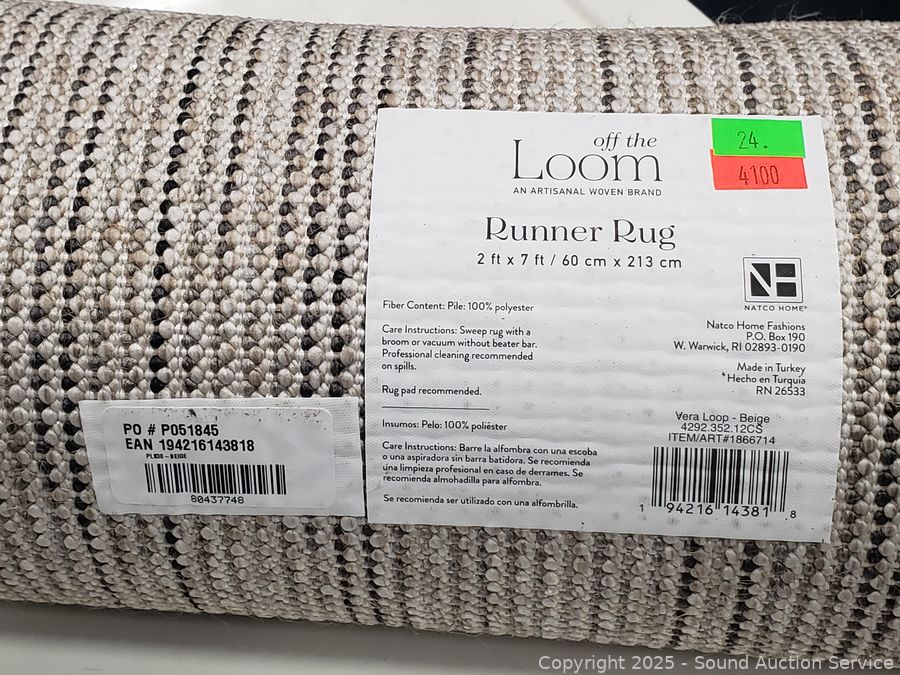 off the
Loom
AN ARTISANAL WOVEN BRAND
24.
4100
Runner Rug
2 ft x 7 ft / 60 cm x 213 cm
NATCO HOME®
Fiber Content: Pile: 100% polyester
Care Instructions: Sweep rug with a
broom or vacuum without beater bar.
Professional cleaning recommended
on spills.
Rug pad recommended.
Natco Home Fashions
P.O. Box 190
W. Warwick, RI 02893-0190
Made in Turkey
Hecho en Turquía
RN 26533
Insumos: Pelo: 100% poliéster
Care Instructions: Barre la alfombra con una escoba
o una aspiradora sin barra batidora. Se recomienda
una limpieza profesional en caso de derrames. Se
recomienda almohadilla para alfombra.
Se recomienda ser utilizado con una alfombrilla.
Vera Loop - Beige
4292.352.12CS
ITEM/ART#1866714
1 94216 14381 8
PO # P051845
EAN 194216143818
80437748
Copyright © 2025 - Sound Auction Service